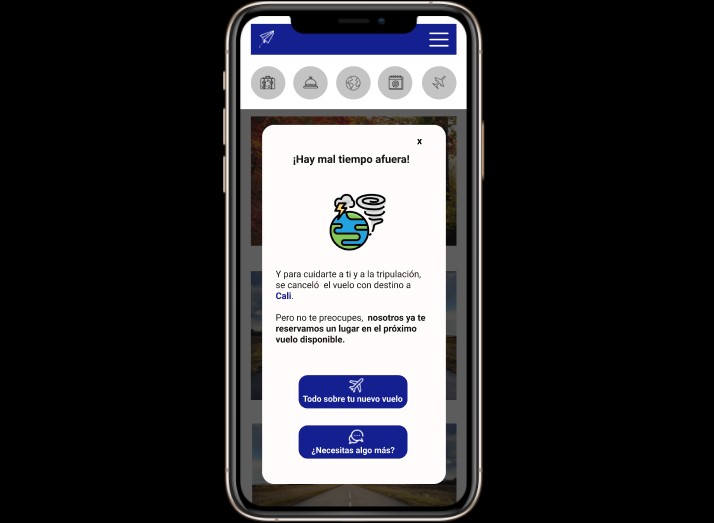 x
¡Hay mal tiempo afuera!
Y para cuidarte a ti y a la tripulación,
se canceló el vuelo con destino a
Cali.
Pero no te preocupes, nosotros ya te
reservamos un lugar en el próximo
vuelo disponible.
Todo sobre tu nuevo vuelo
¿Necesitas algo más?